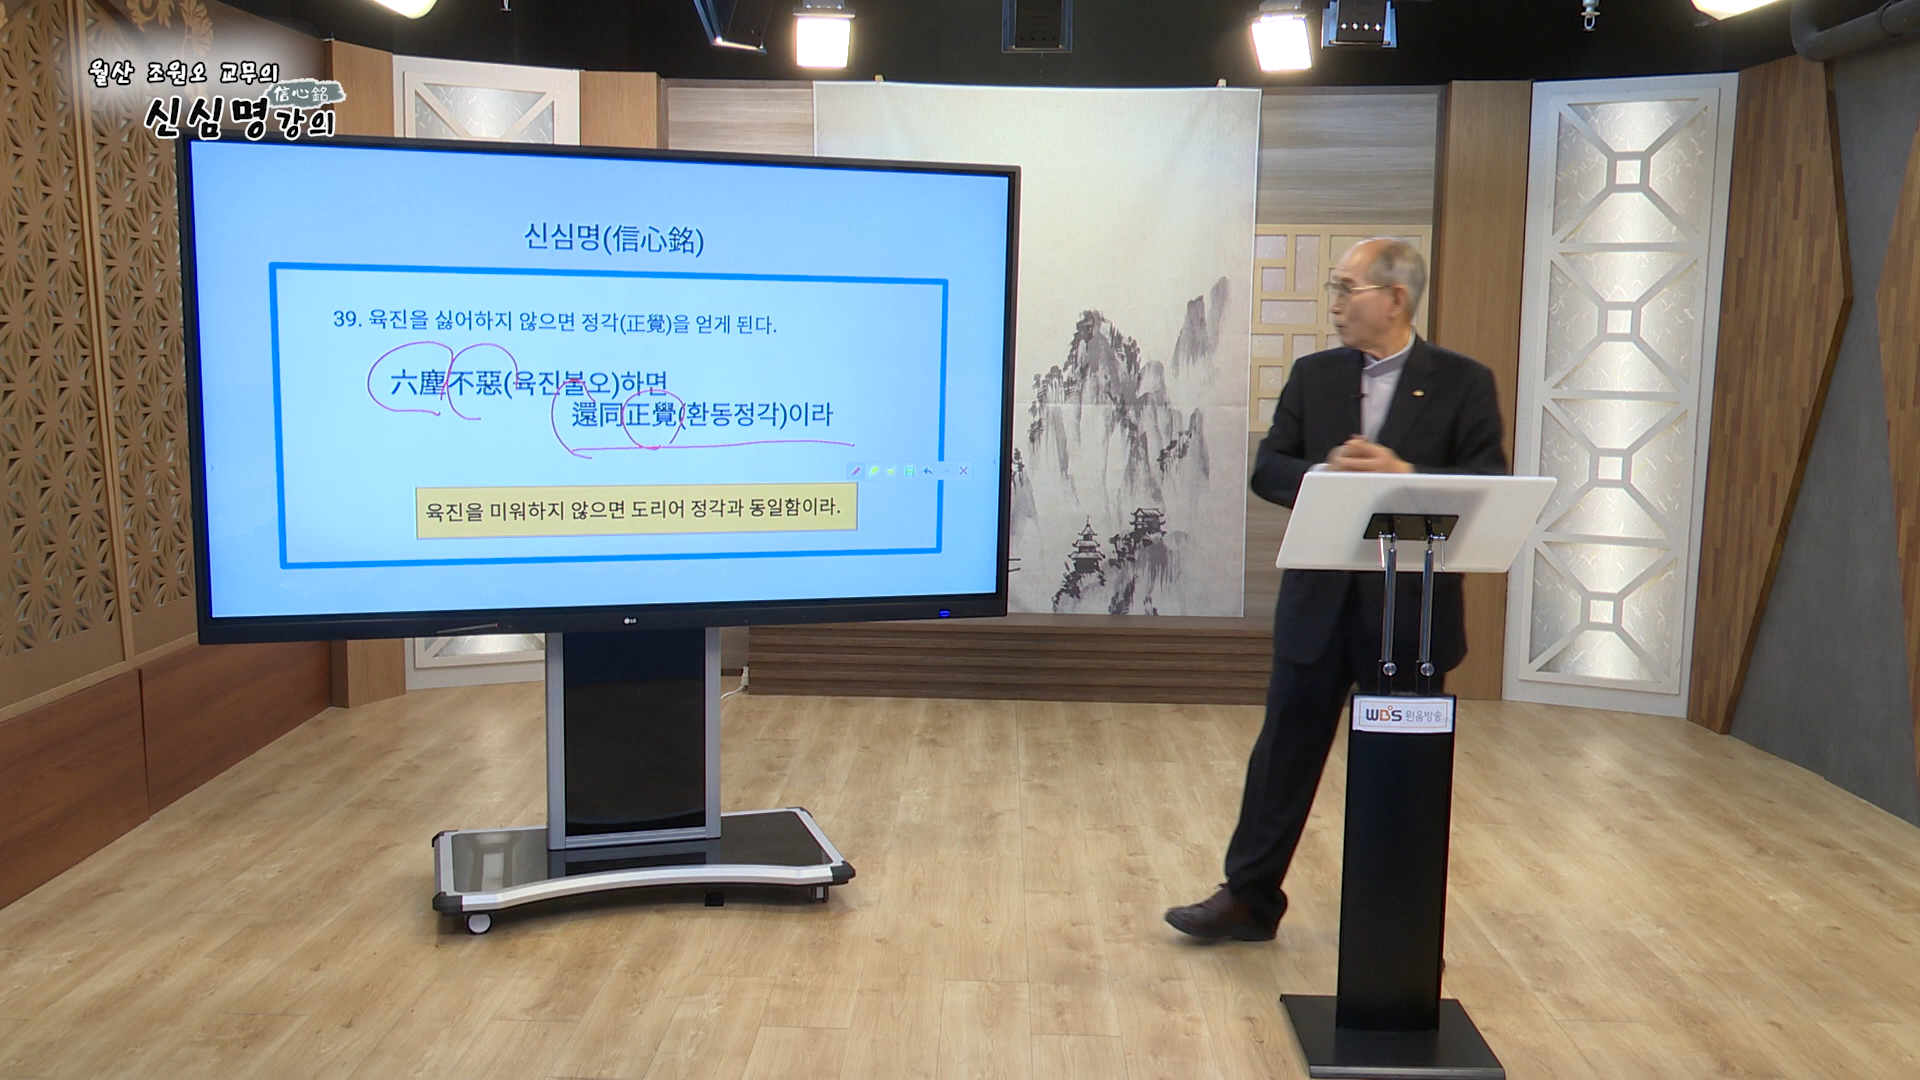 월산 조원오 교무의
신심명 信心銘 강의
신심명(信心銘)
39. 육진을 싫어하지 않으면 정각(正覺)을 얻게 된다.
六塵不惡(육진불오)하면
還同正覺(환동정각)이라
육진을 미워하지 않으면 도리어 정각과 동일함이라.
LG
WBS 원음방송